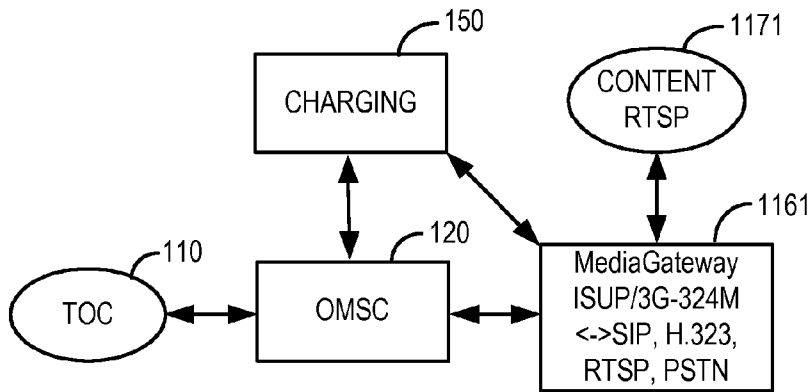 150
1171
CHARGING
CONTENT
RTSP
110
120
1161
TOC
OMSC
MediaGateway
ISUP/3G-324M
<->SIP, H.323,
RTSP, PSTN